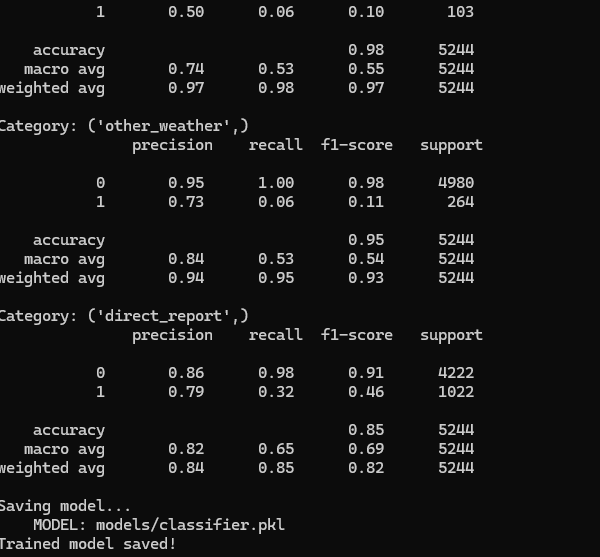 1 0.50 0.06 0.10 103
accuracy 0.98 5244
macro avg 0.74 0.53 0.55 5244
weighted avg 0.97 0.98 0.97 5244
Category: ('other_weather',)
precision recall f1-score support
0 0.95 1.00 0.98 4980
1 0.73 0.06 0.11 264
accuracy 0.95 5244
macro avg 0.84 0.53 0.54 5244
weighted avg 0.94 0.95 0.93 5244
Category: ('direct_report',)
precision recall f1-score support
0 0.86 0.98 0.91 4222
1 0.79 0.32 0.46 1022
accuracy 0.85 5244
macro avg 0.82 0.65 0.69 5244
weighted avg 0.84 0.85 0.82 5244
Saving model...
MODEL: models/classifier.pkl
Trained model saved!